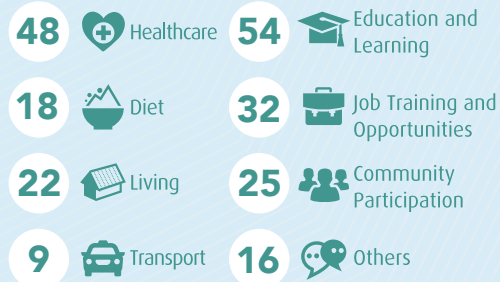 48 Healthcare
54 Education and
Learning
18 Diet
32 Job Training and
Opportunities
22 Living
25 Community
Participation
9 Transport
16 Others